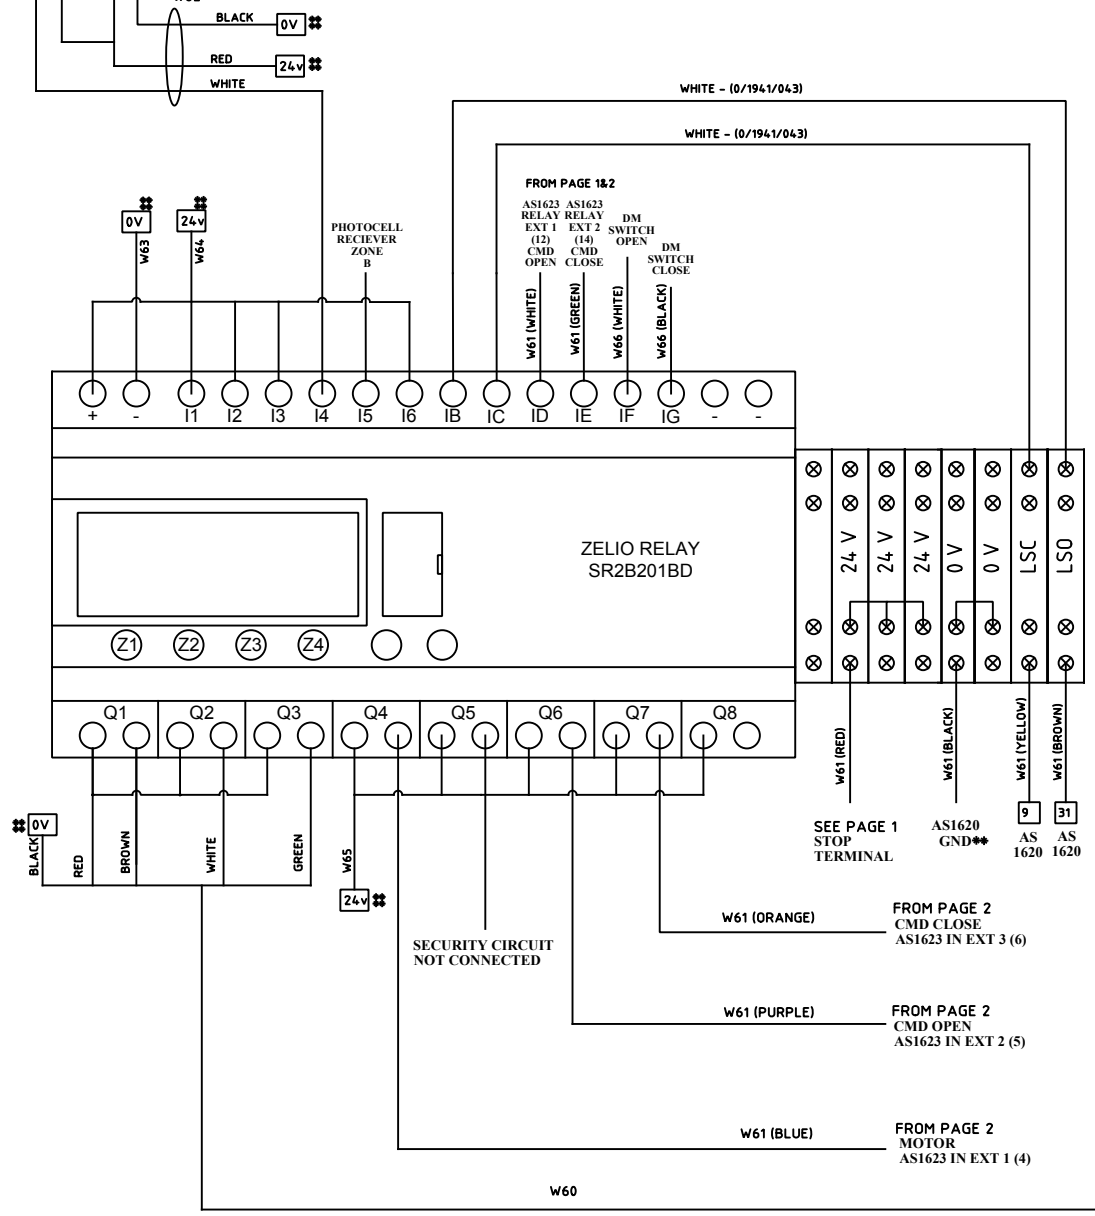 BLACK
0V
RED
24v
WHITE
WHITE - (0/1941/043)
WHITE - (0/1941/043)
FROM PAGE 1&2
AS1623
RELAY
EXT 1
(12)
CMD
OPEN
AS1623
RELAY
EXT 2
(14)
CMD
CLOSE
DM
SWITCH
OPEN
DM
SWITCH
CLOSE
0V
24v
W63
W64
PHOTOCELL
RECIEVER
ZONE
B
W61 (WHITE)
W61 (GREEN)
W66 (WHITE)
W66 (BLACK)
+ - I1 I2 I3 I4 I5 I6 IB IC ID IE IF IG - -
ZELIO RELAY
SR2B201BD
24 V
24 V
24 V
0 V
0 V
LSC
LSO
Z1 Z2 Z3 Z4
Q1 Q2 Q3 Q4 Q5 Q6 Q7 Q8
W61 (RED)
W61 (BLACK)
W61 (YELLOW)
W61 (BROWN)
0V
BLACK
RED
BROWN
WHITE
GREEN
W65
24v
SEE PAGE 1
STOP
TERMINAL
AS1620
GND**
9
AS
1620
31
AS
1620
SECURITY CIRCUIT
NOT CONNECTED
W61 (ORANGE)
FROM PAGE 2
CMD CLOSE
AS1623 IN EXT 3 (6)
W61 (PURPLE)
FROM PAGE 2
CMD OPEN
AS1623 IN EXT 2 (5)
W61 (BLUE)
FROM PAGE 2
MOTOR
AS1623 IN EXT 1 (4)
W60